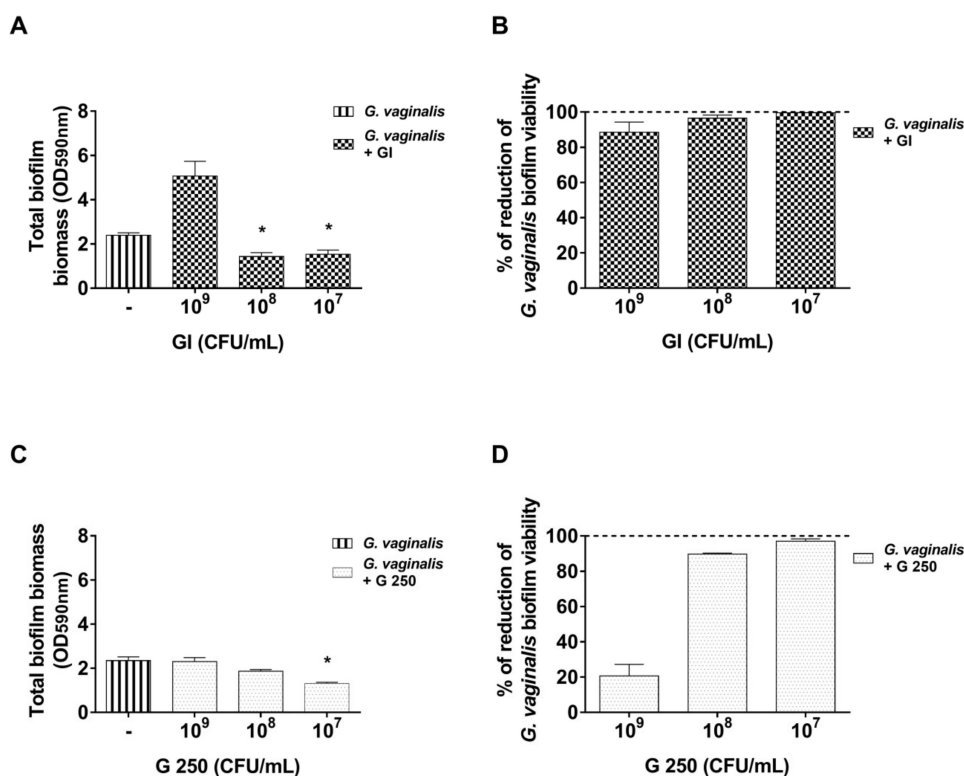 A
Total biofilm
biomass (OD590nm)
8
6
4
2
0
-
10⁹
10⁸
10⁷
*
*
GI (CFU/mL)
G. vaginalis
G. vaginalis
+ GI
B
% of reduction of
G. vaginalis biofilm viability
100
80
60
40
20
0
10⁹
10⁸
10⁷
GI (CFU/mL)
G. vaginalis
+ GI
C
Total biofilm biomass
(OD590nm)
8
6
4
2
0
-
10⁹
10⁸
10⁷
*
G 250 (CFU/mL)
G. vaginalis
G. vaginalis
+ G 250
D
% of reduction of
G. vaginalis biofilm viability
100
80
60
40
20
0
10⁹
10⁸
10⁷
G 250 (CFU/mL)
G. vaginalis
+ G 250